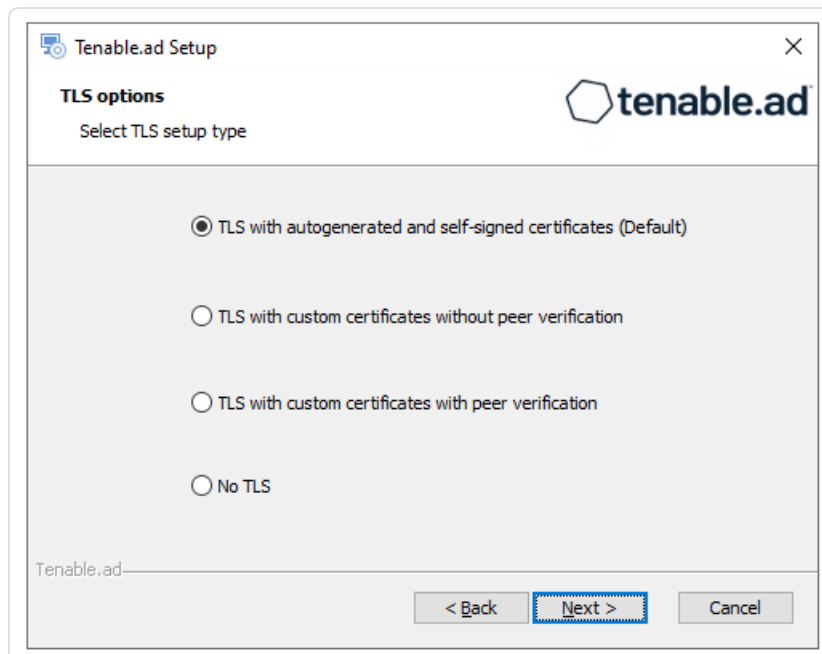 Tenable.ad Setup
TLS options
Select TLS setup type
tenable.ad
TLS with autogenerated and self-signed certificates (Default)
TLS with custom certificates without peer verification
TLS with custom certificates with peer verification
No TLS
Tenable.ad
< Back
Next >
Cancel